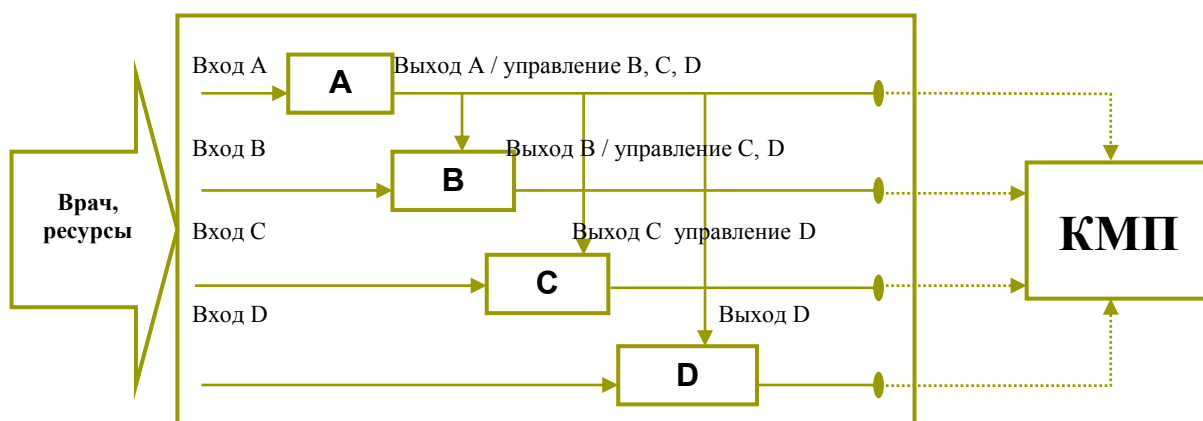 Вход A
Выход A / управление B, C, D
A
Вход B
Выход B / управление C, D
B
Врач,
ресурсы
Вход C
Выход C управление D
КМП
C
Вход D
Выход D
D